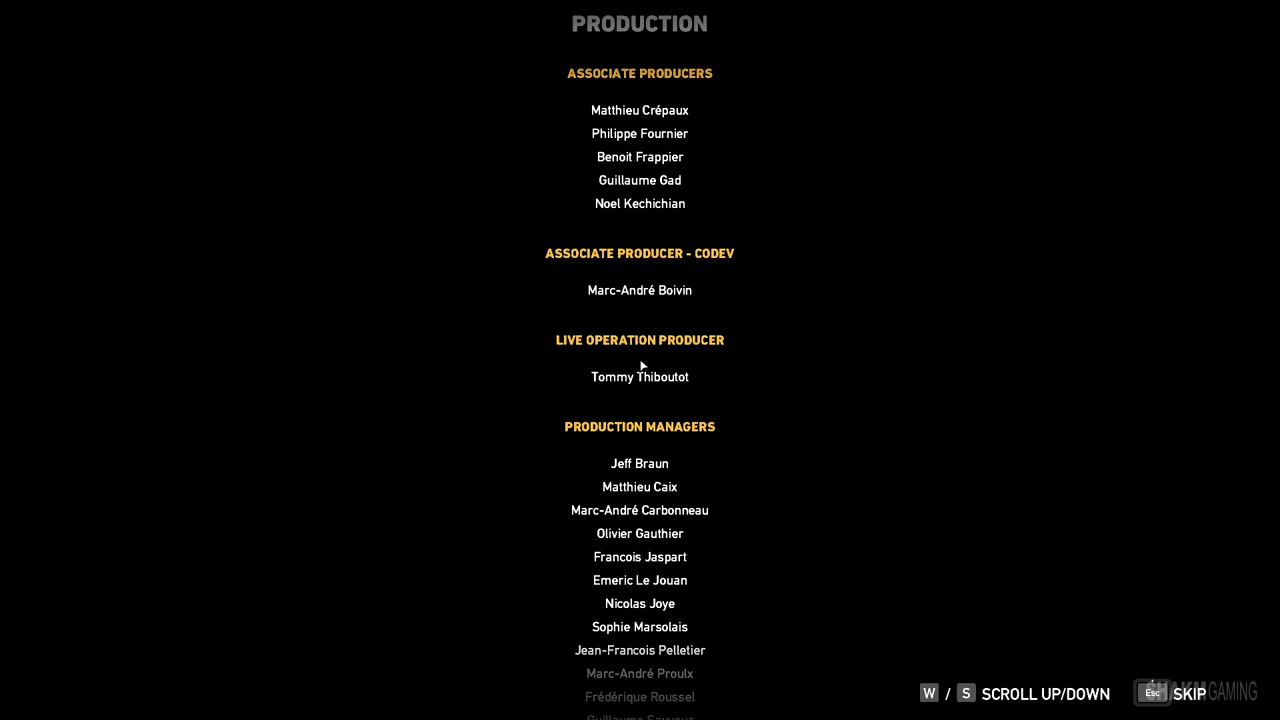 PRODUCTION
ASSOCIATE PRODUCERS
Matthieu Crépaux
Philippe Fournier
Benoit Frappier
Guillaume Gad
Noel Kechichian
ASSOCIATE PRODUCER - CODEV
Marc-André Boivin
LIVE OPERATION PRODUCER
Tommy Thiboutot
PRODUCTION MANAGERS
Jeff Braun
Matthieu Caix
Marc-André Carbonneau
Olivier Gauthier
Francois Jaspart
Emeric Le Jouan
Nicolas Joye
Sophie Marsolais
Jean-Francois Pelletier
Marc-André Proulx
Frédérique Roussel
Guillaume
W / S SCROLL UP/DOWN Esc SKIP GAMING